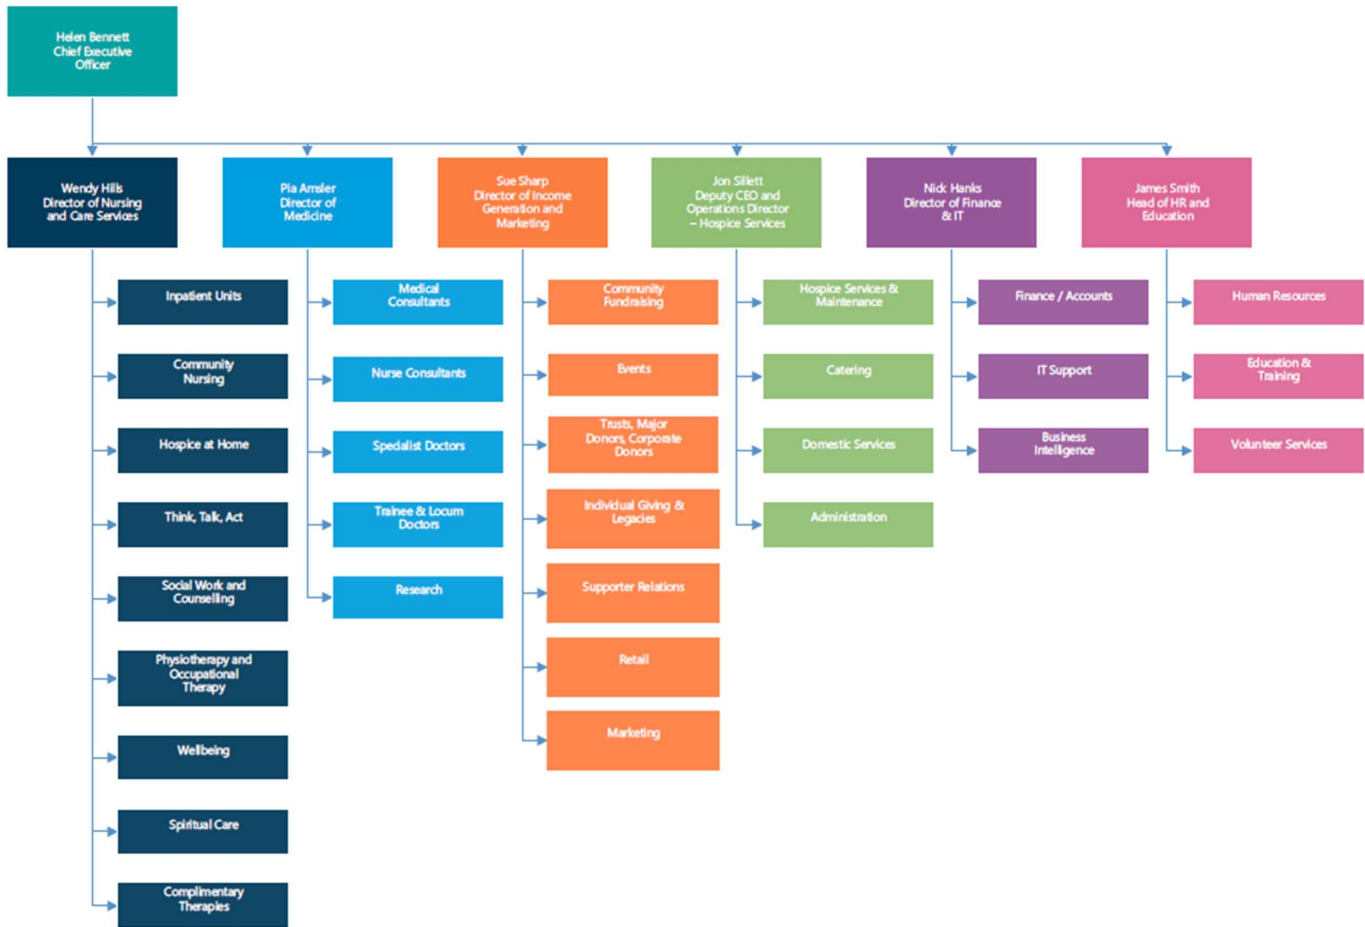 Helen Bennett
Chief Executive
Officer
Wendy Hills
Director of Nursing
and Care Services
Pia Amsler
Director of
Medicine
Sue Sharp
Director of Income
Generation and
Marketing
Jon Sillett
Deputy CEO and
Operations Director
– Hospice Services
Nick Hanks
Director of Finance
& IT
James Smith
Head of HR and
Education
Inpatient Units
Community
Nursing
Hospice at Home
Think, Talk, Act
Social Work and
Counselling
Physiotherapy and
Occupational
Therapy
Wellbeing
Spiritual Care
Complimentary
Therapies
Medical
Consultants
Nurse Consultants
Specialist Doctors
Trainee & Locum
Doctors
Research
Community
Fundraising
Events
Trusts, Major
Donors, Corporate
Donors
Individual Giving &
Legacies
Supporter Relations
Retail
Marketing
Hospice Services &
Maintenance
Catering
Domestic Services
Administration
Finance / Accounts
IT Support
Business
Intelligence
Human Resources
Education &
Training
Volunteer Services